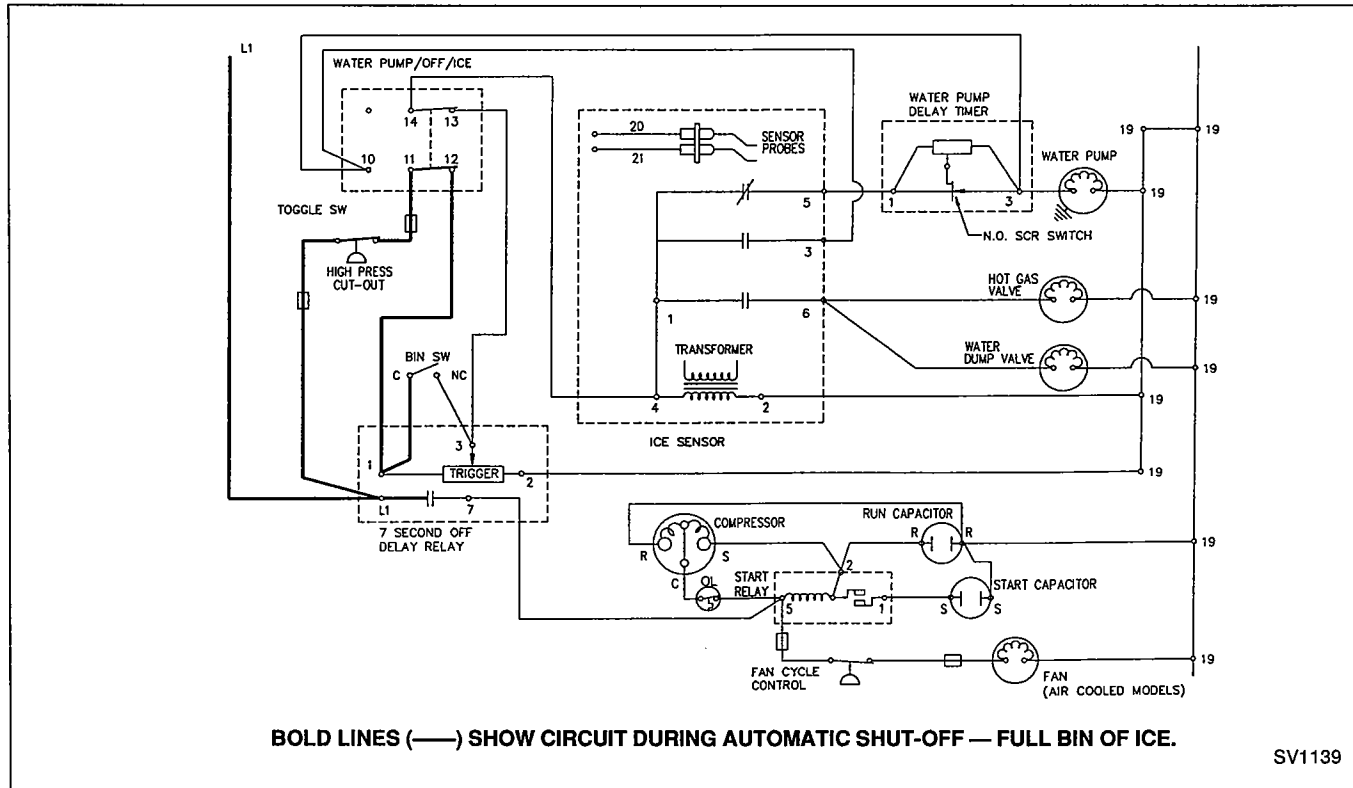 L1
WATER PUMP/OFF/ICE
14
13
10
11
12
TOGGLE SW
HIGH PRESS
CUT-OUT
20
21
SENSOR
PROBES
5
3
1
6
TRANSFORMER
4
2
ICE SENSOR
WATER PUMP
DELAY TIMER
1
3
N.O. SCR SWITCH
WATER PUMP
19
19
19
HOT GAS
VALVE
19
WATER
DUMP VALVE
19
19
BIN SW
C
NC
3
1
TRIGGER
2
19
L1
7
7 SECOND OFF
DELAY RELAY
COMPRESSOR
R
S
C
OL
START
RELAY
2
5
1
RUN CAPACITOR
R
R
19
START CAPACITOR
S
S
FAN CYCLE
CONTROL
FAN
(AIR COOLED MODELS)
19
BOLD LINES (——) SHOW CIRCUIT DURING AUTOMATIC SHUT-OFF — FULL BIN OF ICE.
SV1139